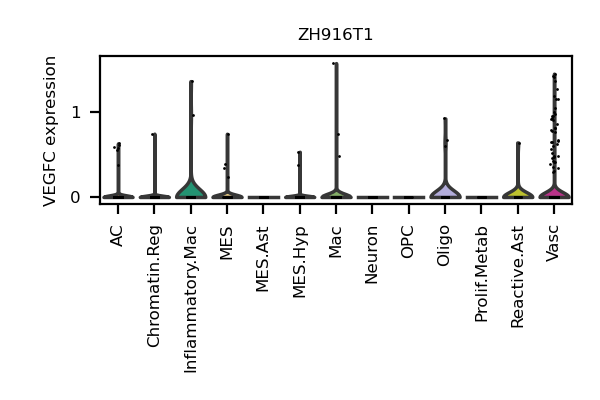 ZH916T1
VEGFC expression
1
0
AC
Chromatin.Reg
Inflammatory.Mac
MES
MES.Ast
MES.Hyp
Mac
Neuron
OPC
Oligo
Prolif.Metab
Reactive.Ast
Vasc